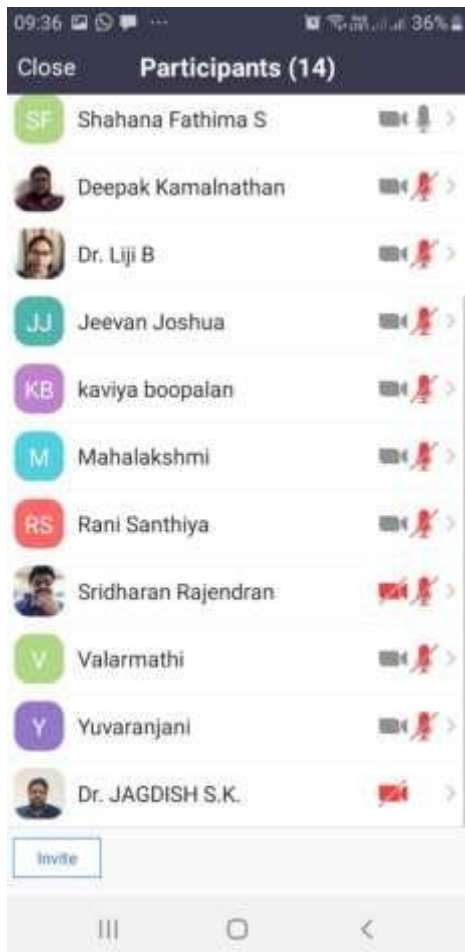 09:36 36%
Close Participants (14)
SF Shahana Fathima S
Deepak Kamalnathan
Dr. Liji B
JJ Jeevan Joshua
KB kaviya boopalan
M Mahalakshmi
RS Rani Santhiya
Sridharan Rajendran
V Valarmathi
Y Yuvaranjani
Dr. JAGDISH S.K.
Invite